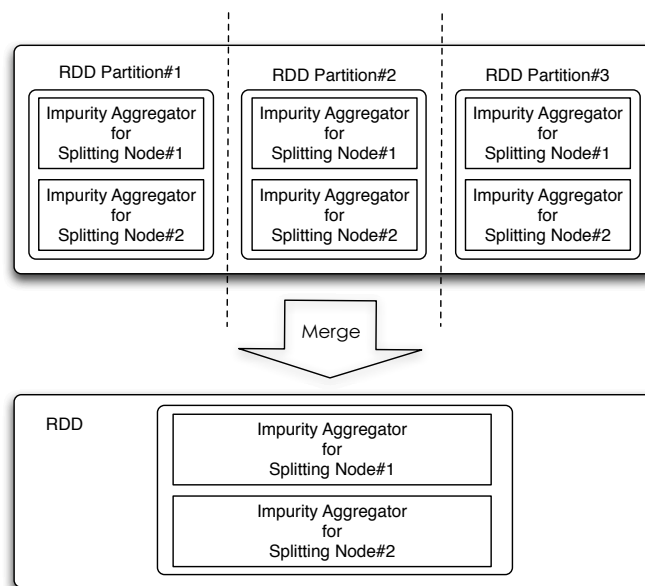 RDD Partition#1
Impurity Aggregator
for
Splitting Node#1
Impurity Aggregator
for
Splitting Node#2
RDD Partition#2
Impurity Aggregator
for
Splitting Node#1
Impurity Aggregator
for
Splitting Node#2
RDD Partition#3
Impurity Aggregator
for
Splitting Node#1
Impurity Aggregator
for
Splitting Node#2
Merge
RDD
Impurity Aggregator
for
Splitting Node#1
Impurity Aggregator
for
Splitting Node#2